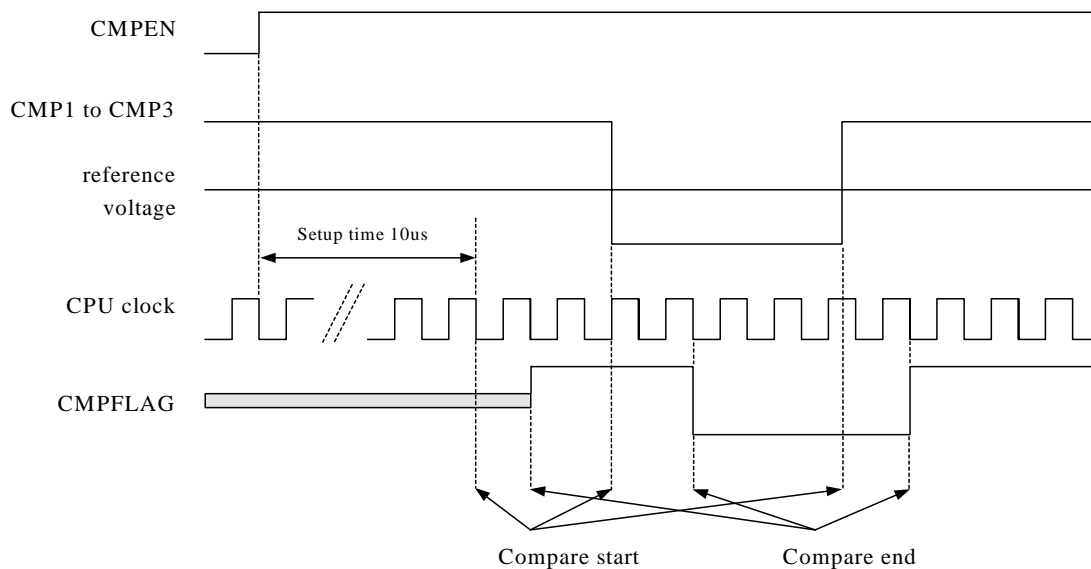 CMPEN
CMP1 to CMP3
reference
voltage
Setup time 10us
CPU clock
CMPFLAG
Compare start
Compare end